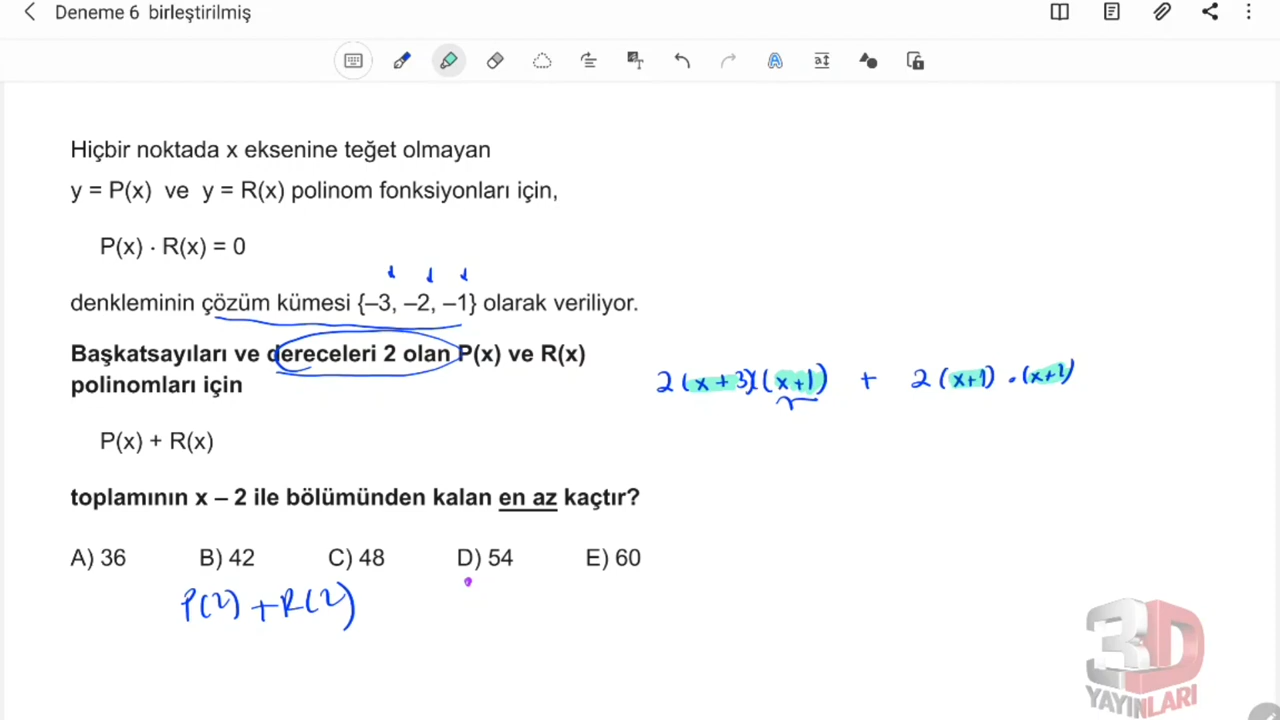 Deneme 6 birleştirilmiş
Hiçbir noktada x eksenine teğet olmayan
y = P(x) ve y = R(x) polinom fonksiyonları için,
P(x) · R(x) = 0
denkleminin çözüm kümesi {–3, –2, –1} olarak veriliyor.
Başkatsayıları ve dereceleri 2 olan P(x) ve R(x)
polinomları için
2(x+3)(x+1) + 2(x+1).(x+2)
P(x) + R(x)
toplamının x – 2 ile bölümünden kalan en az kaçtır?
A) 36 B) 42 C) 48 D) 54 E) 60
P(2)+R(2)
3D
YAYINLARI